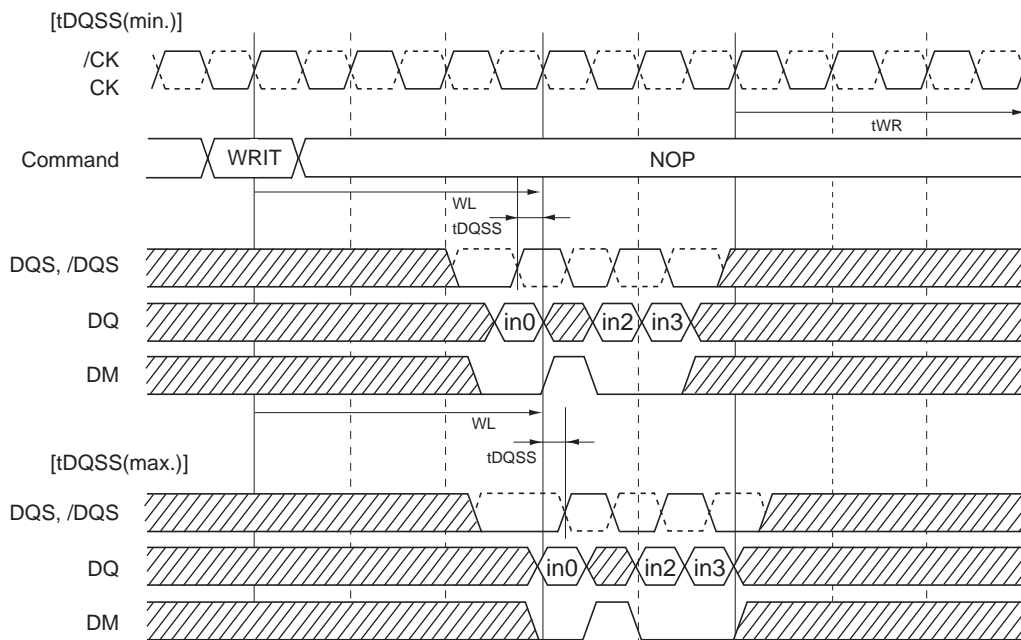 [tDQSS(min.)]
/CK
CK
tWR
Command WRIT NOP
WL
tDQSS
DQS, /DQS
DQ in0 in2 in3
DM
WL
tDQSS
[tDQSS(max.)]
DQS, /DQS
DQ in0 in2 in3
DM